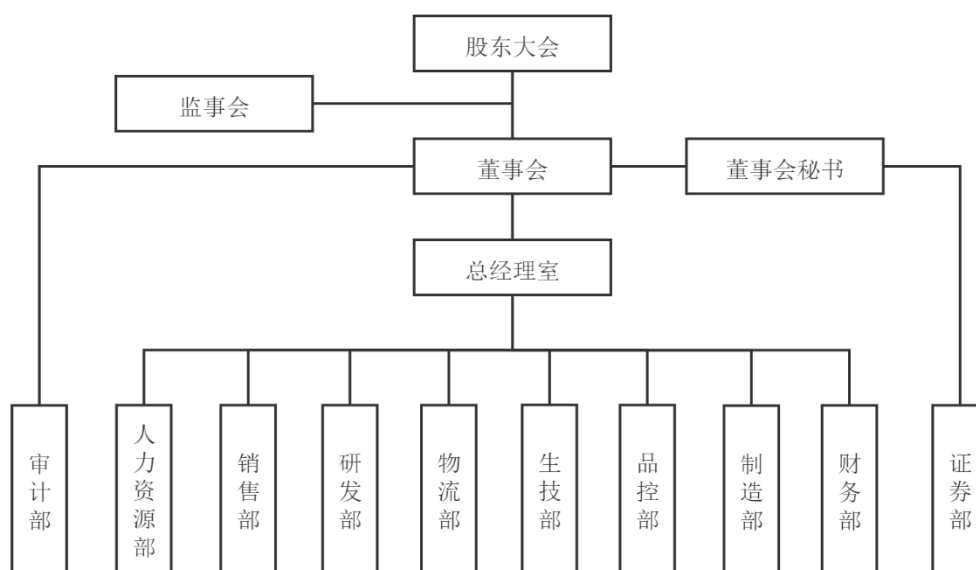 股东大会
监事会
董事会
董事会秘书
总经理室
审计部
人力资源部
销售部
研发部
物流部
生技部
品控部
制造部
财务部
证券部